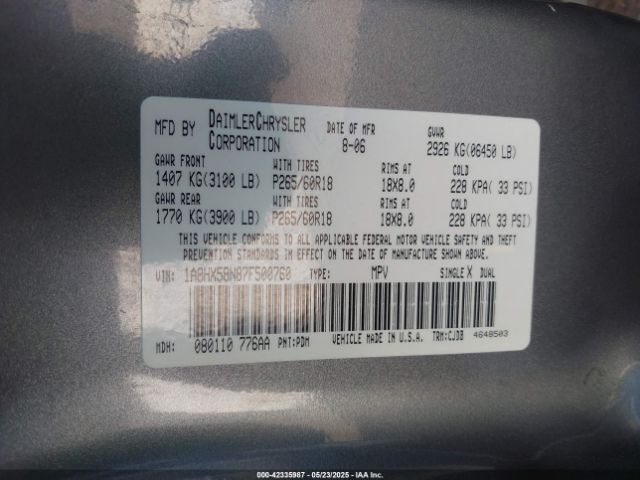 MFD BY DAIMLERCHRYSLER CORPORATION DATE OF MFR 8-06 GVWR 2926 KG(06450 LB)
GAWR FRONT WITH TIRES RIMS AT COLD
1407 KG(3100 LB) P265/60R18 18X8.0 228 KPA( 33 PSI)
GAWR REAR WITH TIRES RIMS AT COLD
1770 KG(3900 LB) P265/60R18 18X8.0 228 KPA( 33 PSI)
THIS VEHICLE CONFORMS TO ALL APPLICABLE FEDERAL MOTOR VEHICLE SAFETY AND THEFT
PREVENTION STANDARDS IN EFFECT ON THE DATE OF MANUFACTURE SHOWN ABOVE.
VIN: 1A8HX58N87F500760 TYPE: MPV SINGLE X DUAL
MDH: 080110 776AA PNT:PDM VEHICLE MADE IN U.S.A. TRM:CJDB 4648503
000-42335987 - 05/23/2025 - IAAI, Inc.